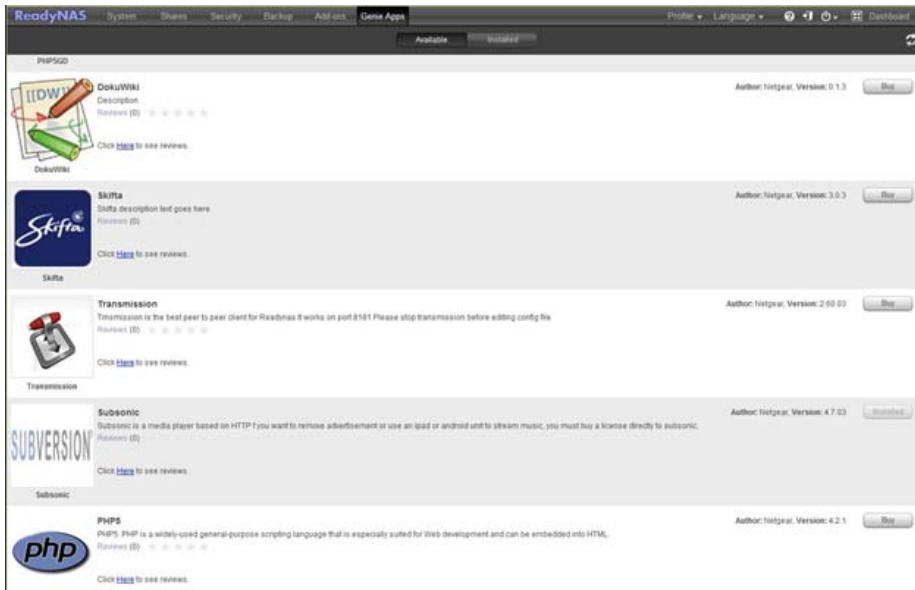 ReadyNAS System Shares Security Backup Add-ons Genie Apps Profile Language Dashboard
Available Installed
PHP5GD
[[DW]]
DokuWiki
Author: Netgear, Version: 0.1.3 Buy
Description
Reviews (0)
Click Here to see reviews.
DokuWiki
Skifta
Author: Netgear, Version: 3.0.3 Buy
Skifta description text goes here
Reviews (0)
Skifta
Click Here to see reviews.
Skifta
Transmission
Author: Netgear, Version: 2.60.03 Buy
Trnsmission is the best peer to peer client for Readynas It works on port 8181 Please stop transmission before editing config file
Reviews (0)
Click Here to see reviews.
Transmission
Subsonic
Author: Netgear, Version: 4.7.03 Installed
Subsonic is a media player based on HTTP f you want to remove advertisement or use an ipad or android unit to stream music, you must buy a license directly to subsonic.
Reviews (0)
SUBVERSION
Click Here to see reviews.
Subsonic
PHP5
Author: Netgear, Version: 4.2.1 Buy
PHP5 PHP is a widely-used general-purpose scripting language that is especially suited for Web development and can be embedded into HTML.
Reviews (0)
php
Click Here to see reviews.